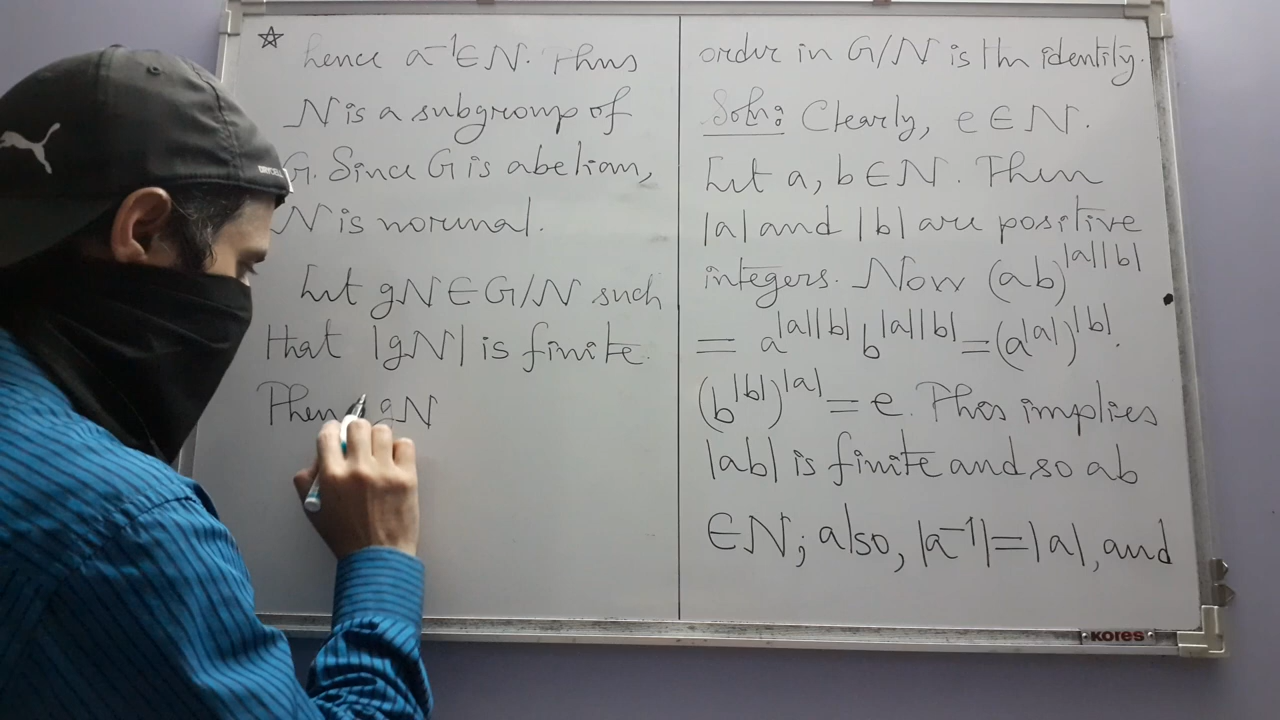 ☆ hence a⁻¹∈N. Thus
N is a subgroup of
G. Since G is abelian,
N is normal.
Let gN∈G/N such
that |gN| is finite.
Then gN
order in G/N is the identity.
Soln: Clearly, e∈N.
Let a, b∈N. Then
|a| and |b| are positive
integers. Now (ab)^|a||b|
= a^|a||b| b^|a||b| = (a^|a|)^|b|.
(b^|b|)^|a| = e. This implies
|ab| is finite and so ab
∈N; also, |a⁻¹|=|a|, and
kores